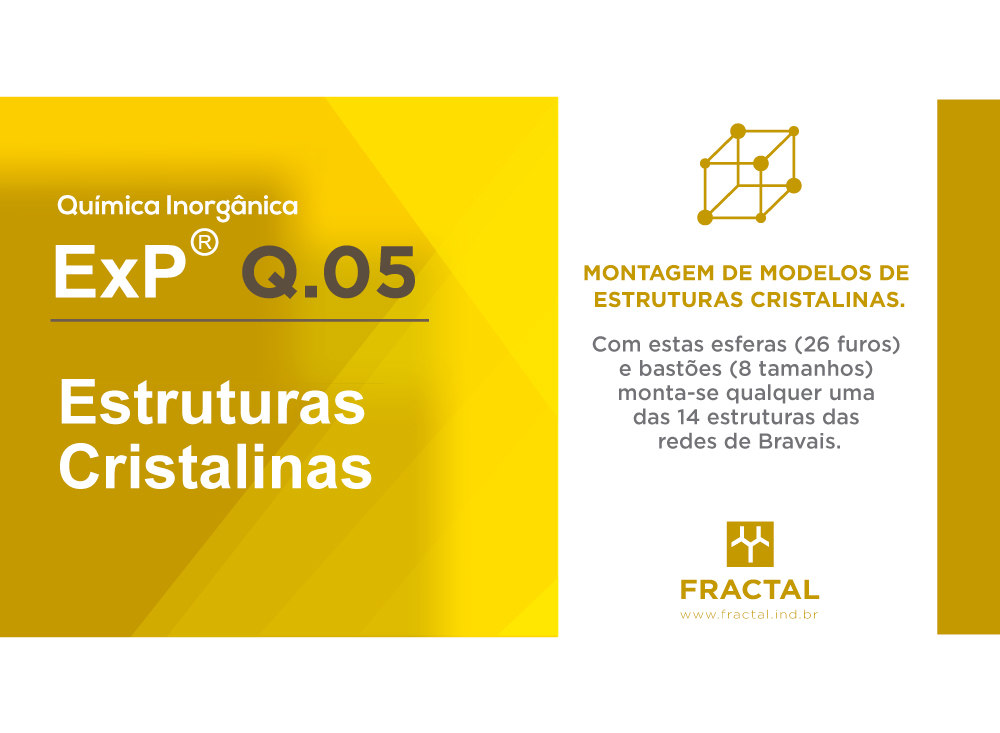 Química Inorgânica
ExP® Q.05
Estruturas
Cristalinas
MONTAGEM DE MODELOS DE
ESTRUTURAS CRISTALINAS.
Com estas esferas (26 furos)
e bastões (8 tamanhos)
monta-se qualquer uma
das 14 estruturas das
redes de Bravais.
FRACTAL
www.fractal.ind.br